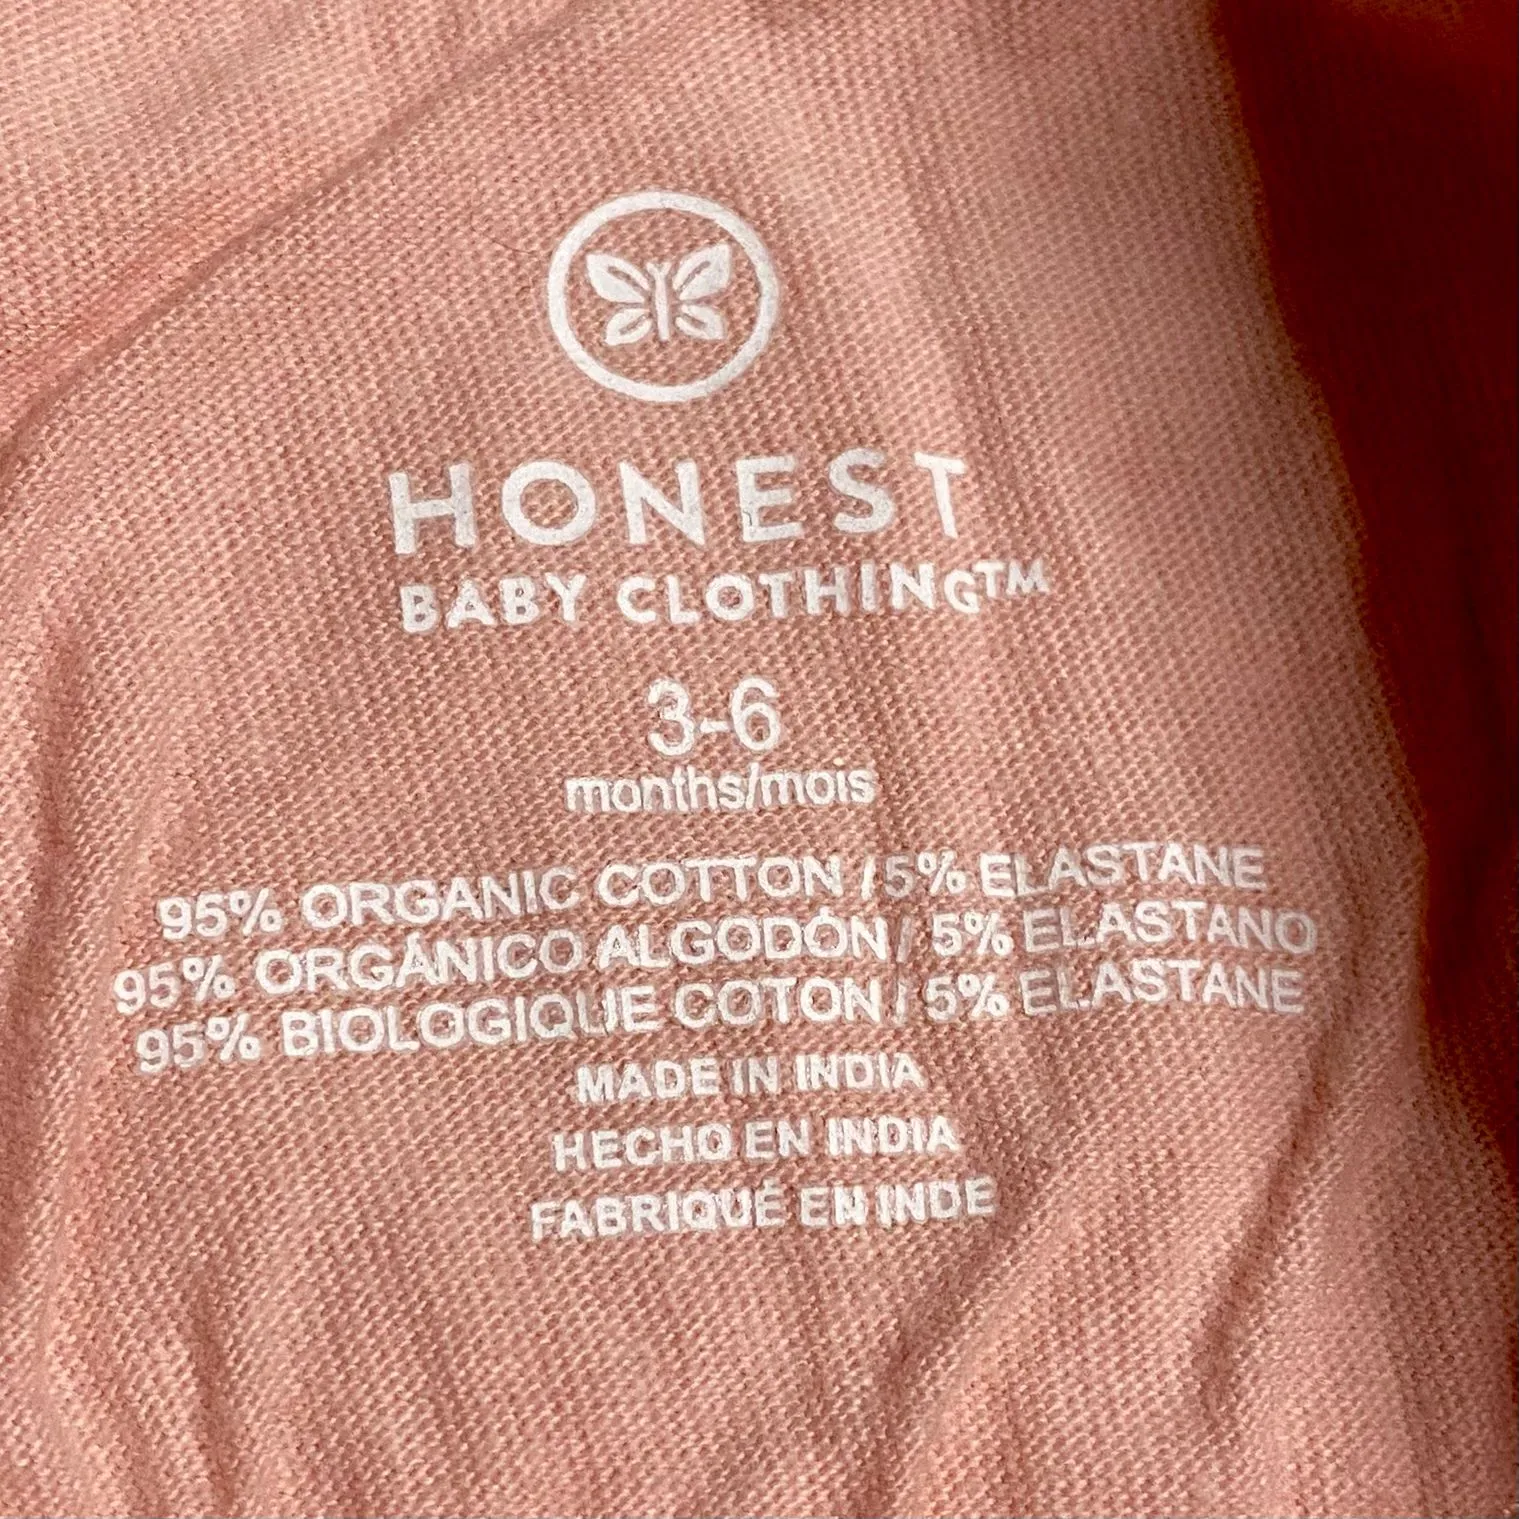 HONEST
BABY CLOTHING™
3-6
months/mois
95% ORGANIC COTTON / 5% ELASTANE
95% ORGÁNICO ALGODÓN / 5% ELASTANO
95% BIOLOGIQUE COTON / 5% ELASTANE
MADE IN INDIA
HECHO EN INDIA
FABRIQUÉ EN INDE